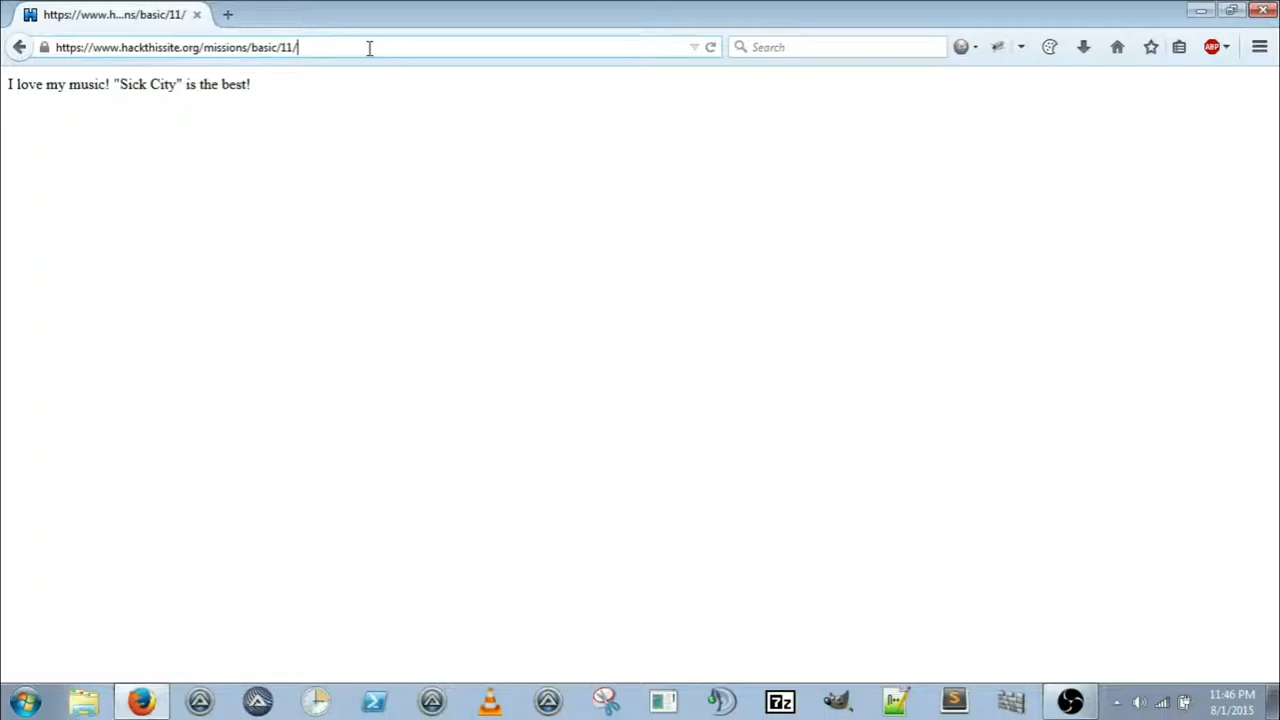 https://www.h...ns/basic/11/
https://www.hackthissite.org/missions/basic/11/
Search
ABP
I love my music! "Sick City" is the best!
7z
S
11:46 PM
8/1/2015